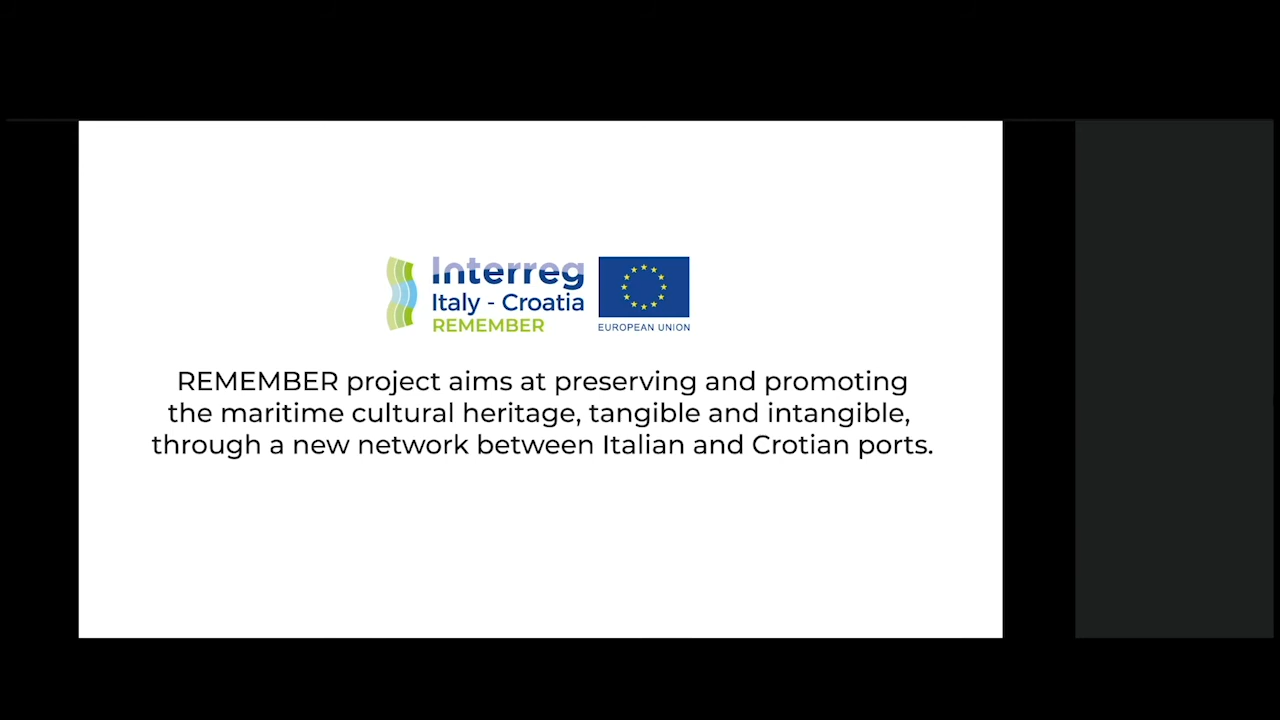 Interreg
Italy - Croatia
REMEMBER
EUROPEAN UNION
REMEMBER project aims at preserving and promoting
the maritime cultural heritage, tangible and intangible,
through a new network between Italian and Crotian ports.